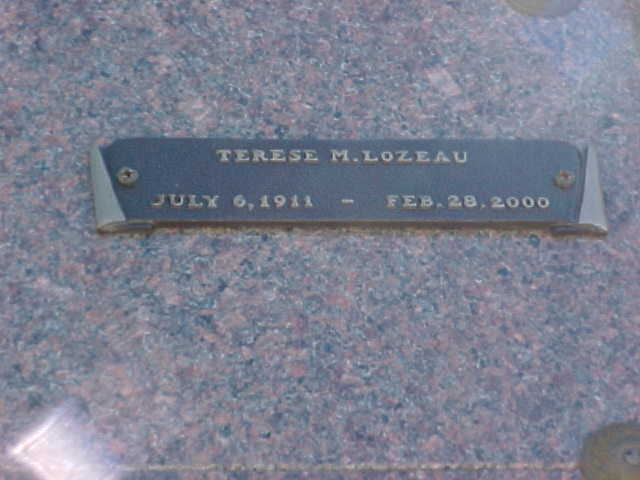 TERESE M. LOZEAU
JULY 6, 1911 - FEB. 28. 2000